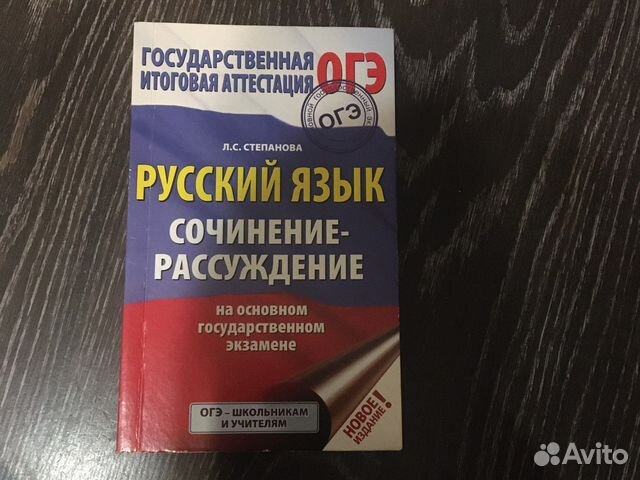 ГОСУДАРСТВЕННАЯ
ИТОГОВАЯ АТТЕСТАЦИЯ
ОГЭ
ОГЭ
Л.С. СТЕПАНОВА
РУССКИЙ ЯЗЫК
СОЧИНЕНИЕ-
РАССУЖДЕНИЕ
на основном
государственном
экзамене
ОГЭ – ШКОЛЬНИКАМ
И УЧИТЕЛЯМ
НОВОЕ
ИЗДАНИЕ!
Avito